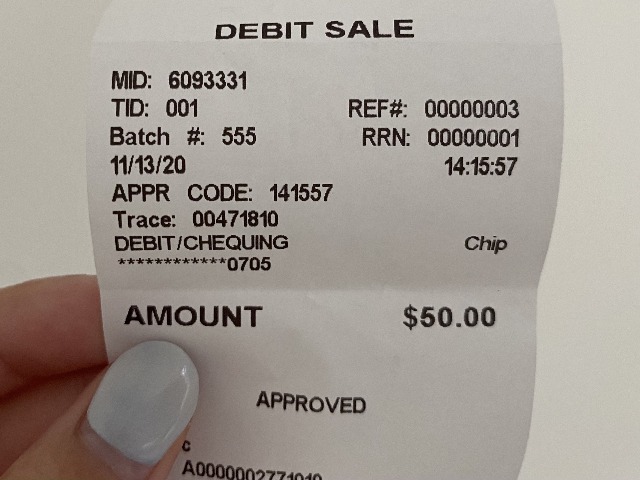 DEBIT SALE
MID: 6093331
TID: 001 REF#: 00000003
Batch #: 555 RRN: 00000001
11/13/20 14:15:57
APPR CODE: 141557
Trace: 00471810
DEBIT/CHEQUING Chip
************0705
AMOUNT $50.00
APPROVED
c
A0000002771010